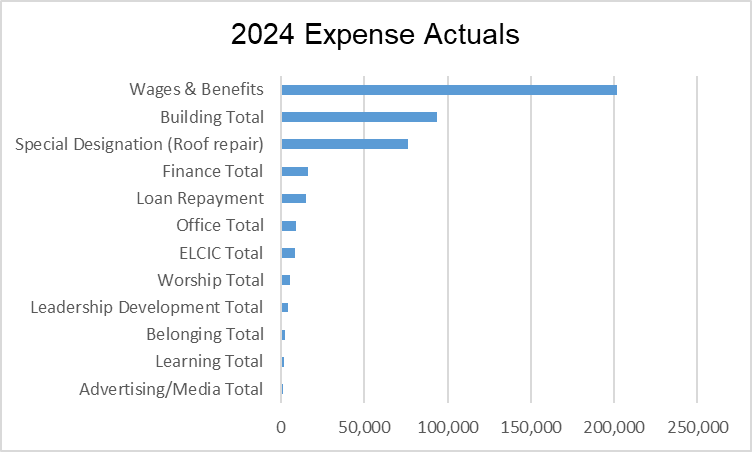 2024 Expense Actuals
Wages & Benefits
Building Total
Special Designation (Roof repair)
Finance Total
Loan Repayment
Office Total
ELCIC Total
Worship Total
Leadership Development Total
Belonging Total
Learning Total
Advertising/Media Total
0 50,000 100,000 150,000 200,000 250,000